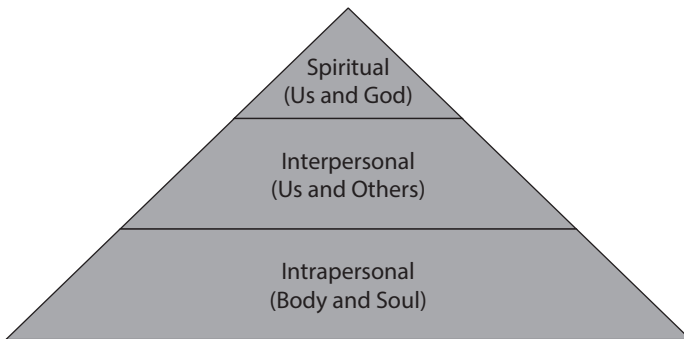 Spiritual
(Us and God)
Interpersonal
(Us and Others)
Intrapersonal
(Body and Soul)